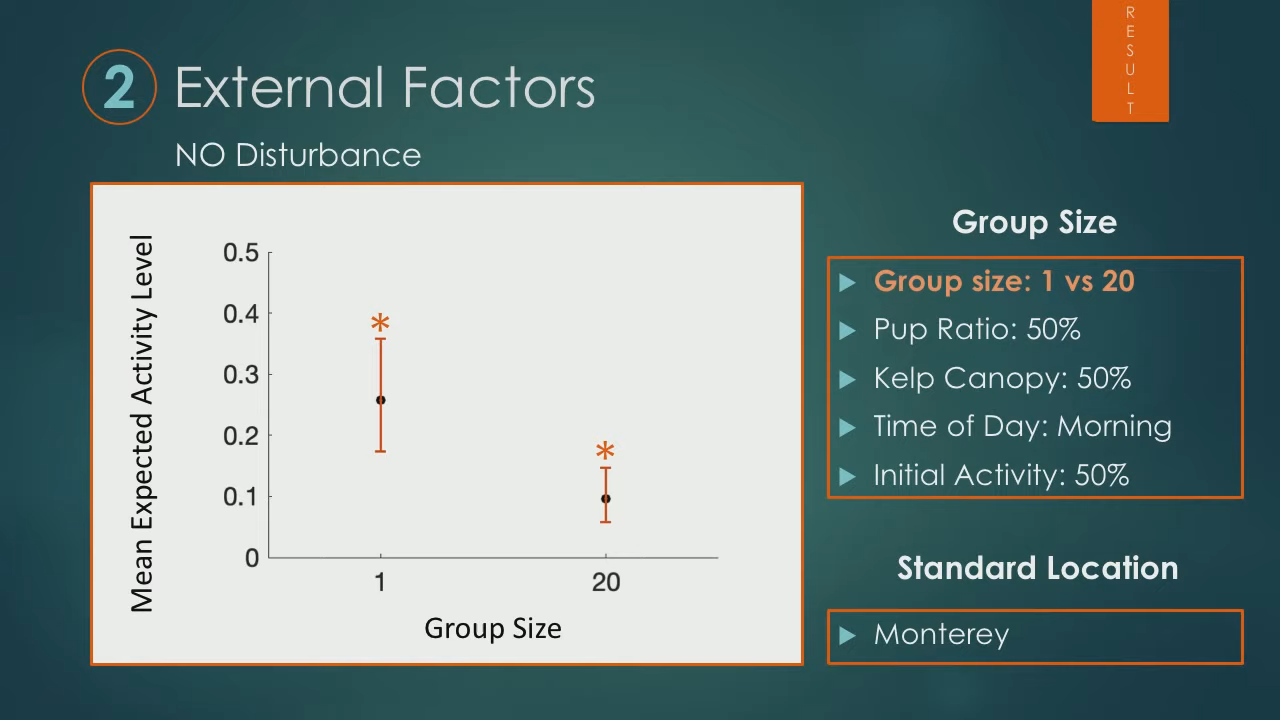 RESULT
2 External Factors
NO Disturbance
Mean Expected Activity Level
0.5
0.4
0.3
0.2
0.1
0
*
*
1 20
Group Size
Group Size
Group size: 1 vs 20
Pup Ratio: 50%
Kelp Canopy: 50%
Time of Day: Morning
Initial Activity: 50%
Standard Location
Monterey